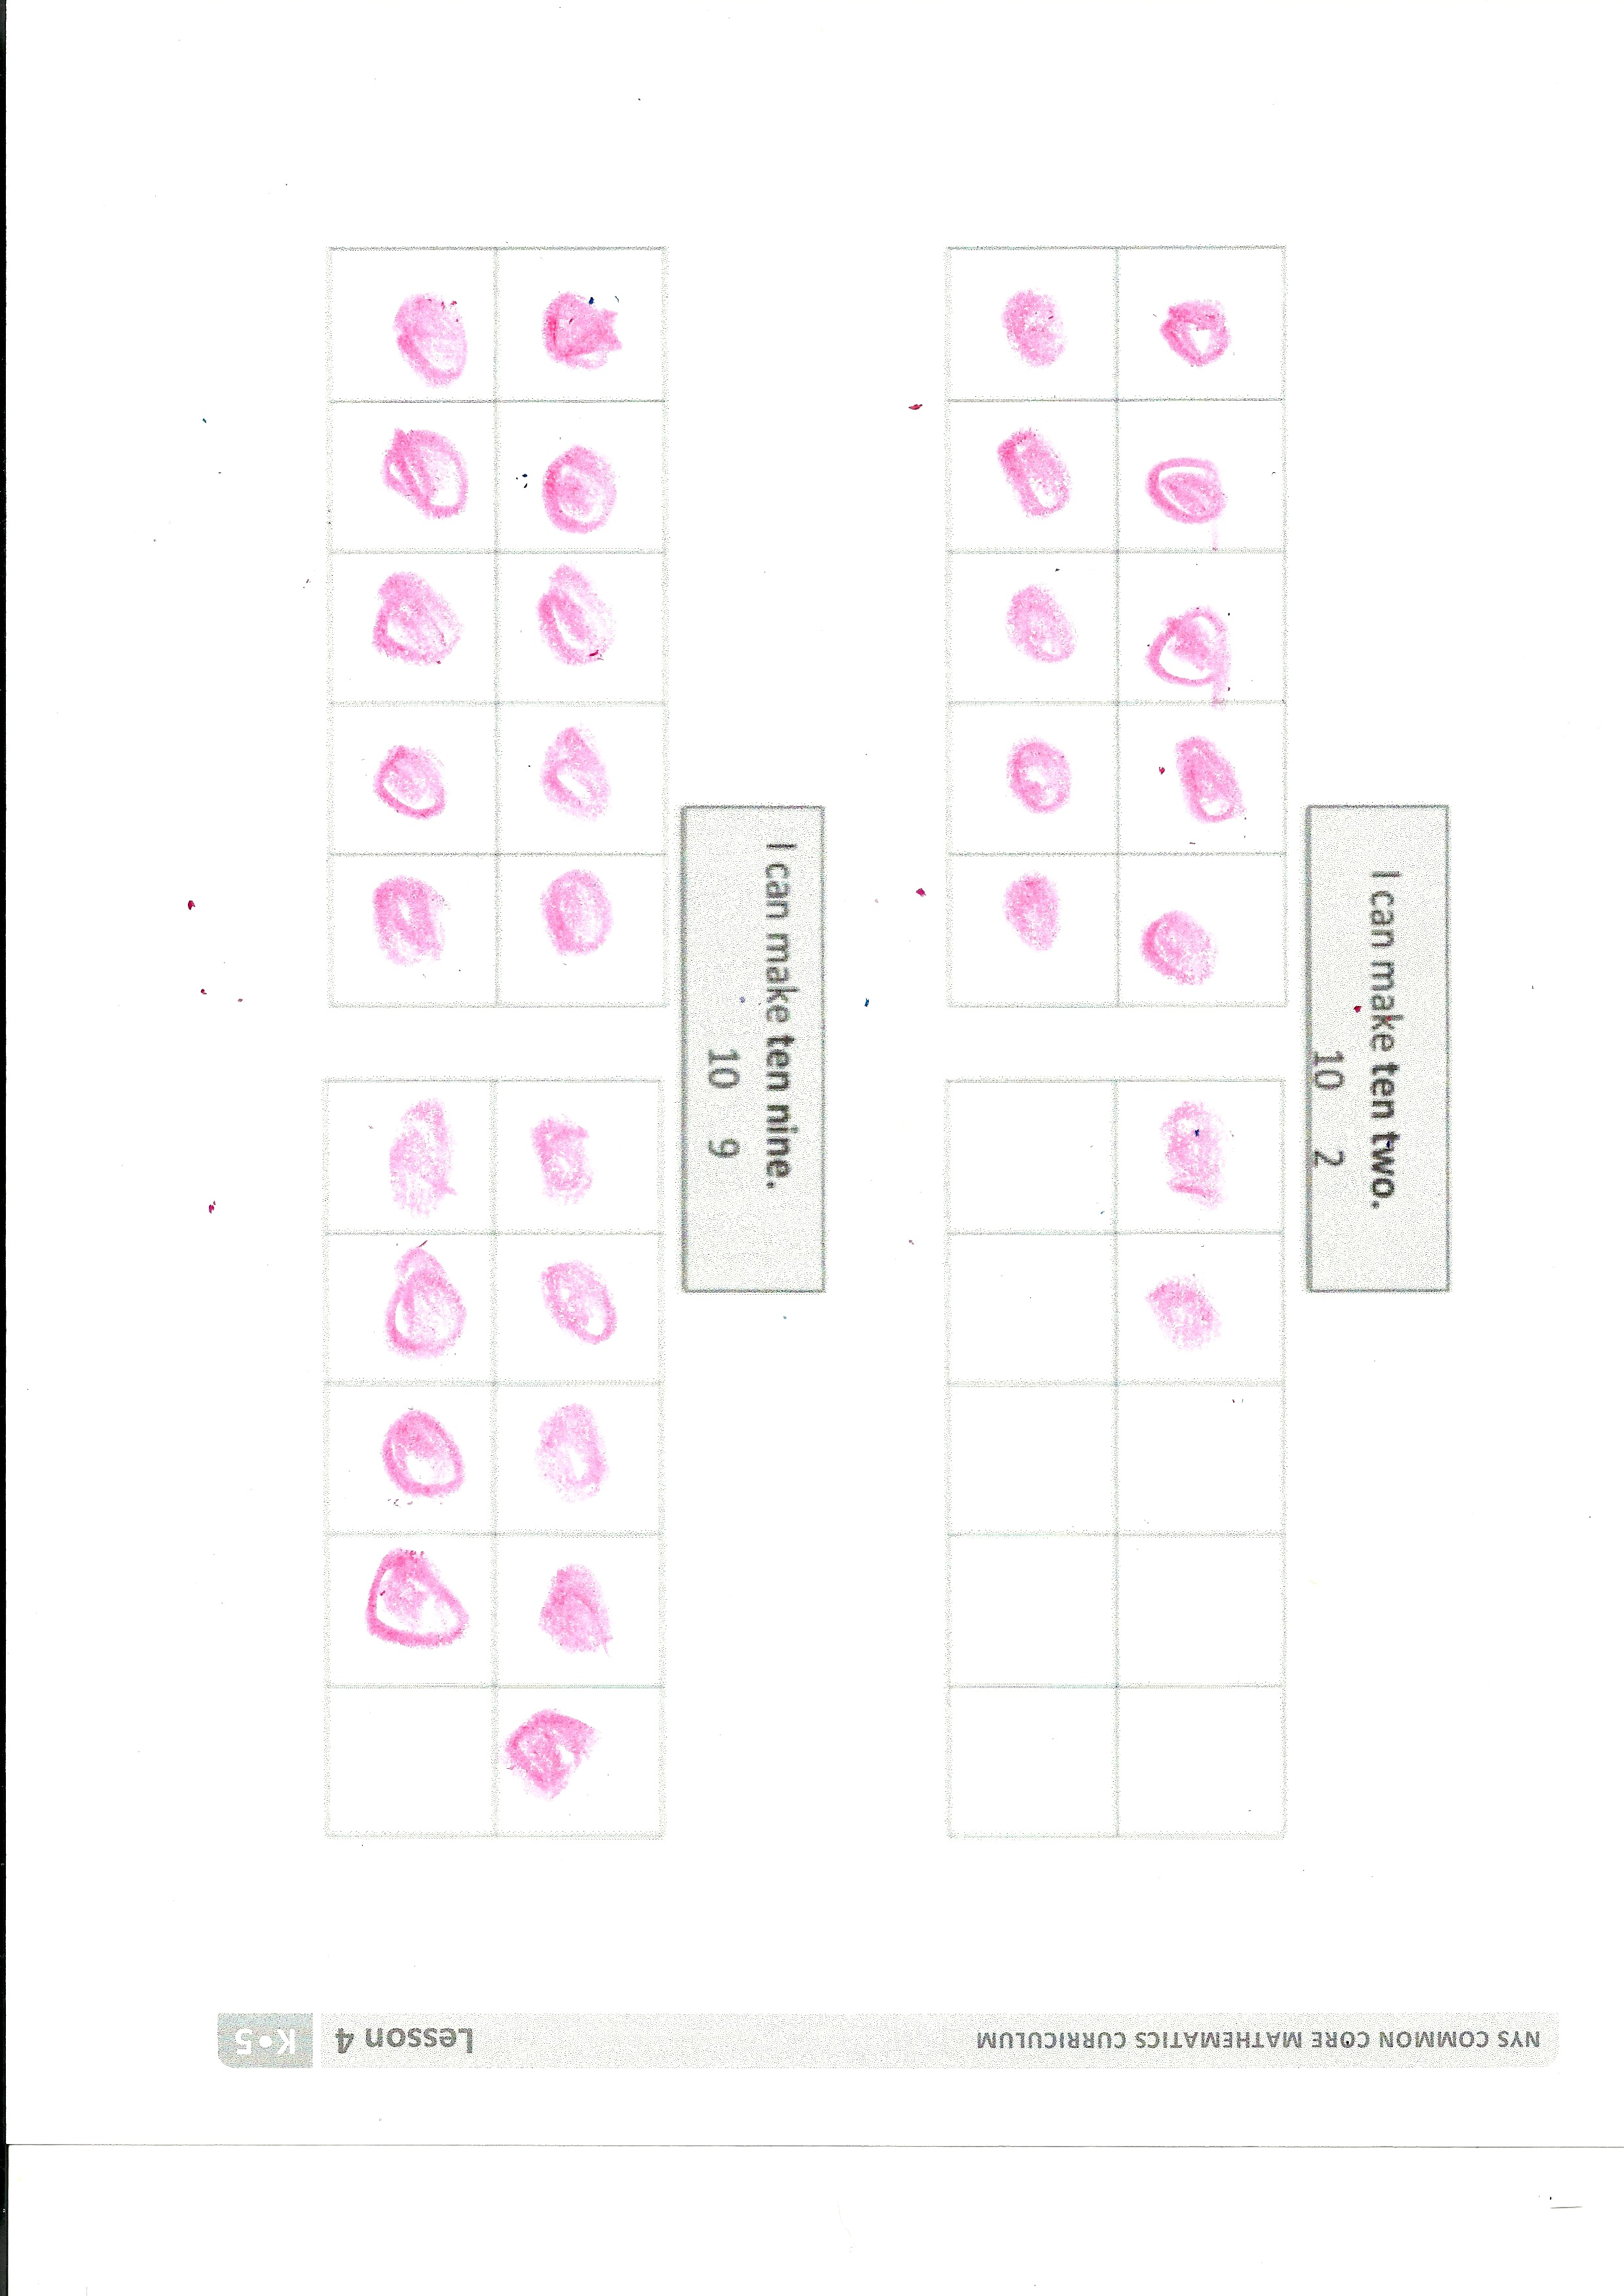 I can make ten two.
10 2
I can make ten nine.
10 9
NYS COMMON CORE MATHEMATICS CURRICULUM
Lesson 4
K•5